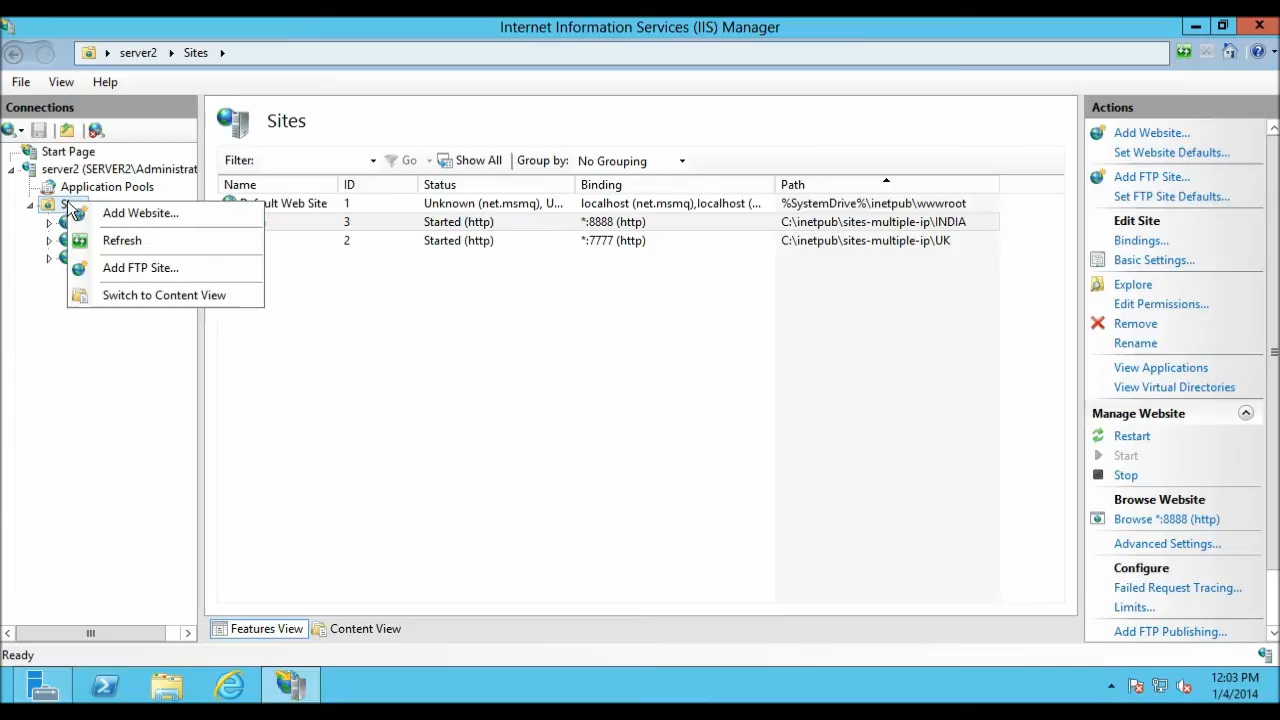 Internet Information Services (IIS) Manager
server2
Sites
File View Help
Connections
Start Page
server2 (SERVER2\Administrat
Application Pools
Add Website...
Refresh
Add FTP Site...
Switch to Content View
Sites
Filter: Go Show All Group by: No Grouping
Name ID Status Binding Path
Default Web Site 1 Unknown (net.msmq), U... localhost (net.msmq),localhost (... %SystemDrive%\inetpub\wwwroot
3 Started (http) *:8888 (http) C:\inetpub\sites-multiple-ip\INDIA
2 Started (http) *:7777 (http) C:\inetpub\sites-multiple-ip\UK
Features View Content View
Actions
Add Website...
Set Website Defaults...
Add FTP Site...
Set FTP Site Defaults...
Edit Site
Bindings...
Basic Settings...
Explore
Edit Permissions...
Remove
Rename
View Applications
View Virtual Directories
Manage Website
Restart
Start
Stop
Browse Website
Browse *:8888 (http)
Advanced Settings...
Configure
Failed Request Tracing...
Limits...
Add FTP Publishing...
Ready
12:03 PM
1/4/2014